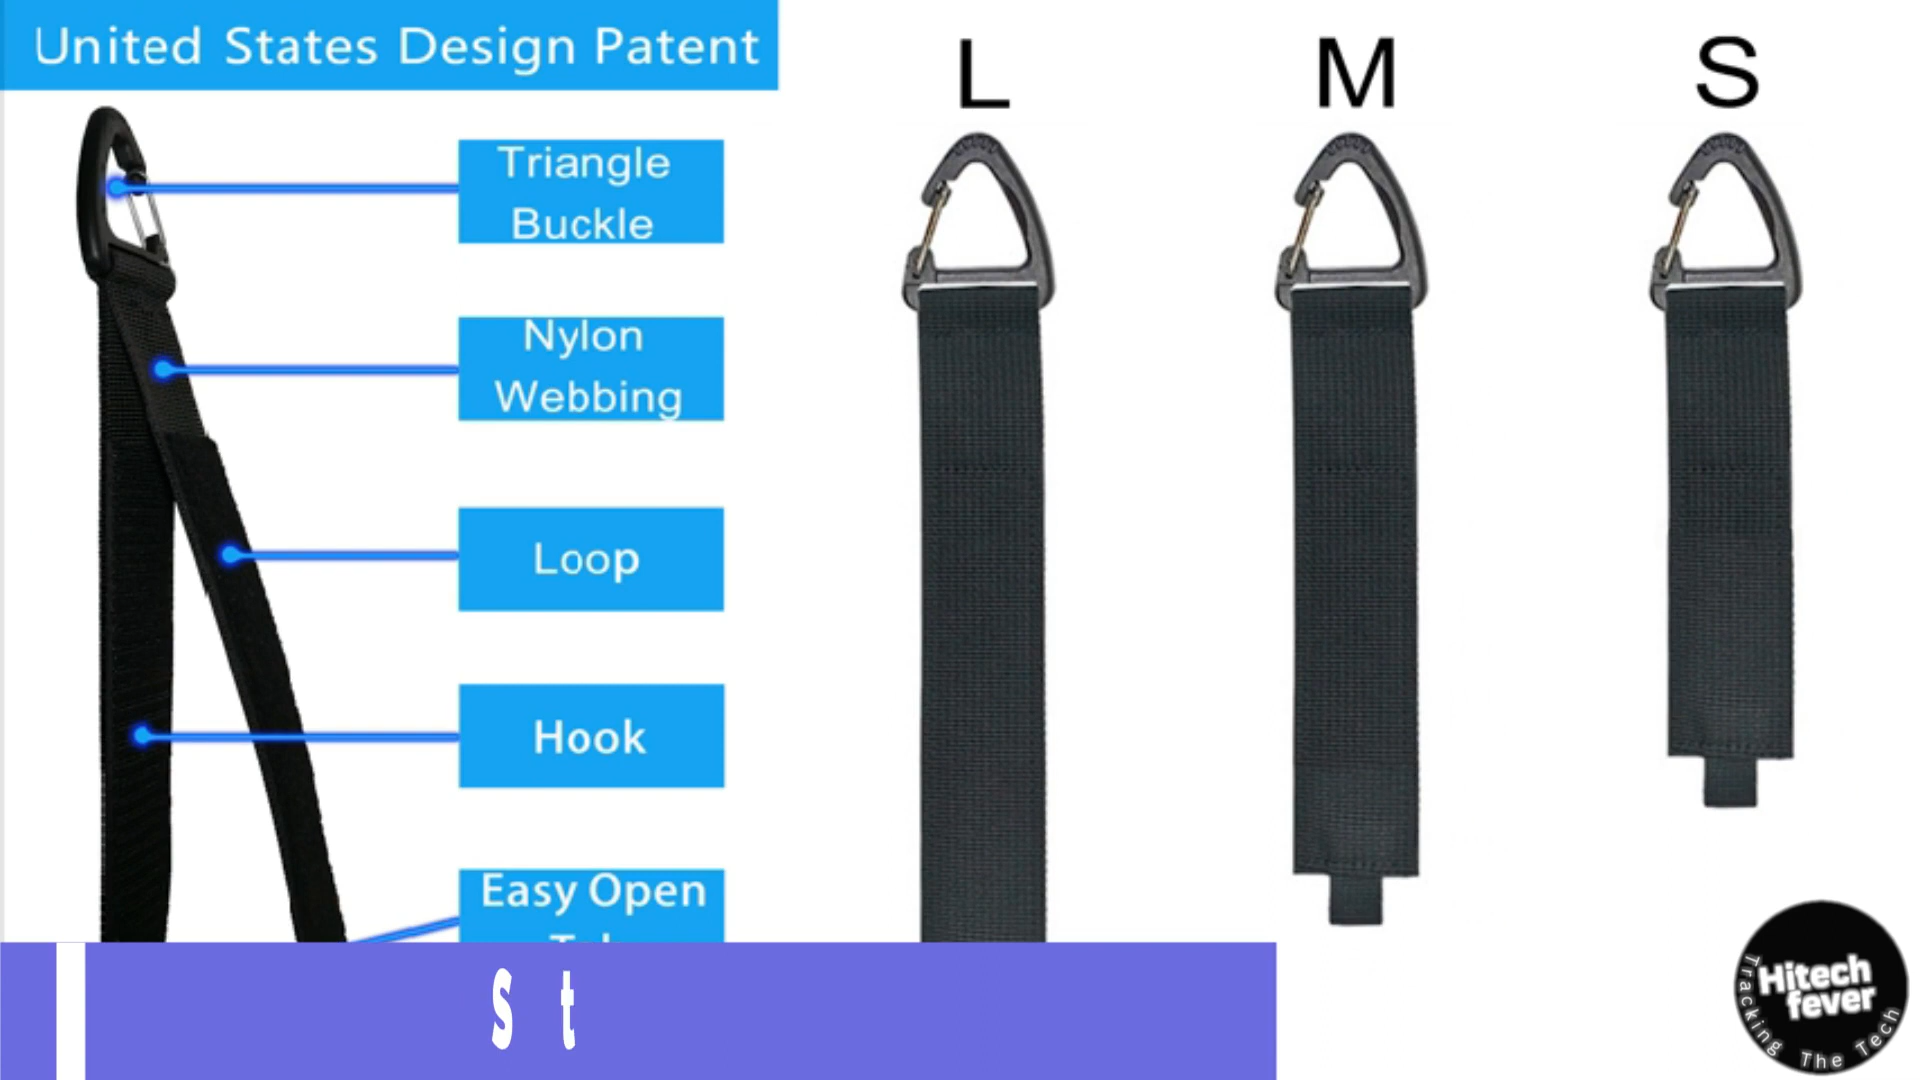 United States Design Patent
L
M
S
Triangle
Buckle
Nylon
Webbing
Loop
Hook
Easy Open
s t
Hitech
fever
Tracking The Tech